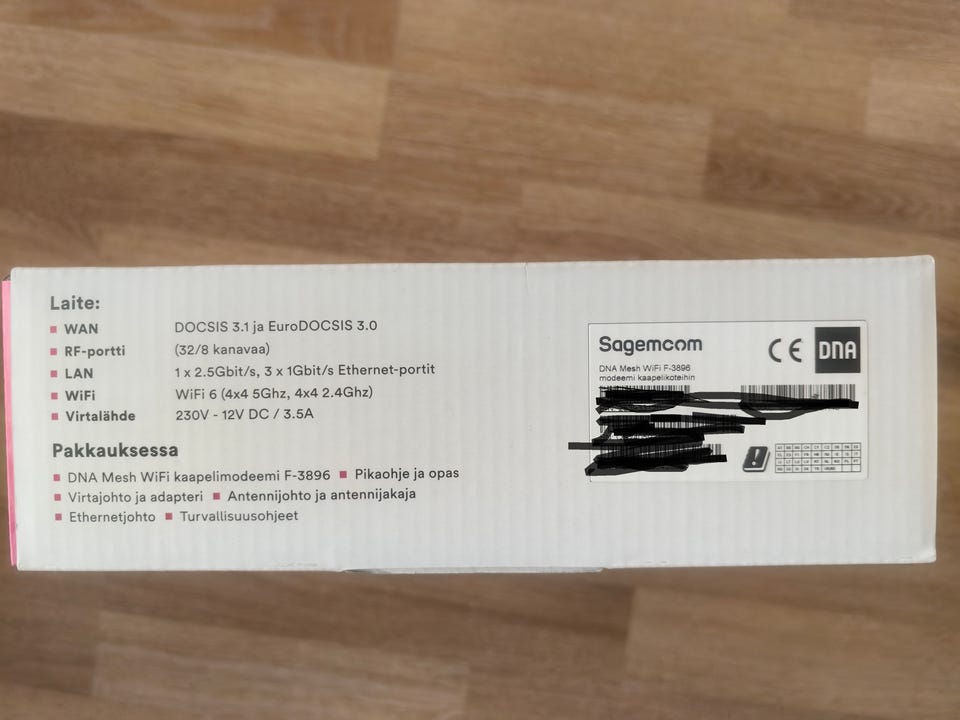 Laite:
WAN DOCSIS 3.1 ja EuroDOCSIS 3.0
RF-portti (32/8 kanavaa)
LAN 1 x 2.5Gbit/s, 3 x 1Gbit/s Ethernet-portit
WiFi WiFi 6 (4x4 5Ghz, 4x4 2.4Ghz)
Virtalähde 230V - 12V DC / 3.5A
Pakkauksessa
DNA Mesh WiFi kaapelimodeemi F-3896 Pikaohje ja opas
Virtajohto ja adapteri Antennijohto ja antennijakaja
Ethernetjohto Turvallisuusohjeet
Sagemcom CE DNA
DNA Mesh WiFi F-3896
modeemi kaapelikoteihin